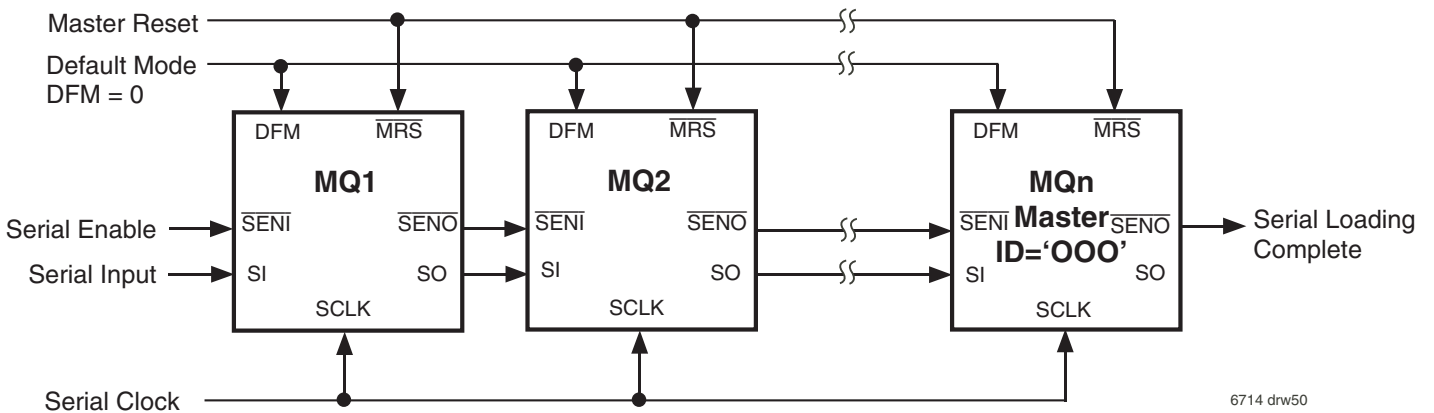 Master Reset
Default Mode
DFM = 0
DFM MRS DFM MRS DFM MRS
MQ1 MQ2 MQn
Master
ID='OOO'
Serial Enable SENI SENO SENI SENO SENI SENO Serial Loading
Complete
Serial Input SI SO SI SO SI SO
SCLK SCLK SCLK
Serial Clock
6714 drw50